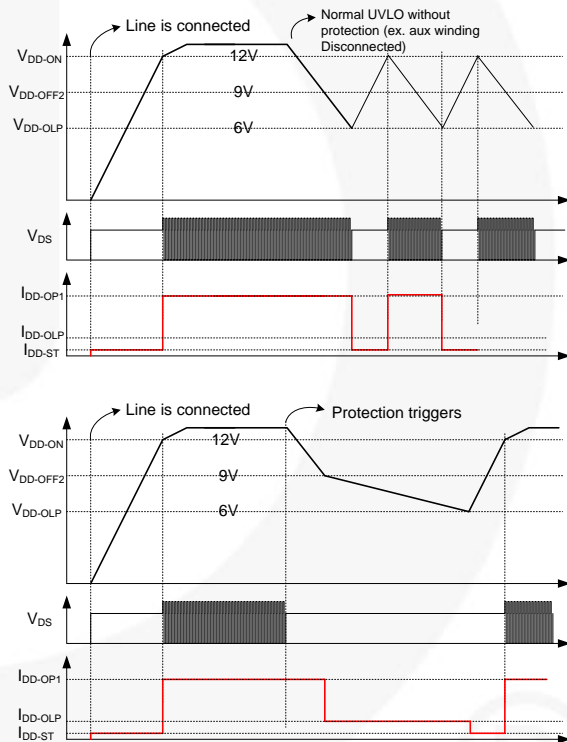 Line is connected
Normal UVLO without
protection (ex. aux winding
Disconnected)
VDD-ON
12V
VDD-OFF2
9V
VDD-OLP
6V
VDS
IDD-OP1
IDD-OLP
IDD-ST
Line is connected
Protection triggers
VDD-ON
12V
VDD-OFF2
9V
VDD-OLP
6V
VDS
IDD-OP1
IDD-OLP
IDD-ST